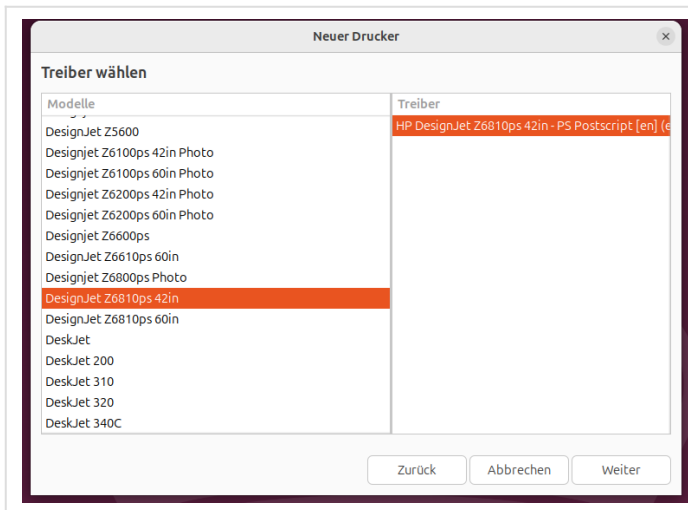 Neuer Drucker
Treiber wählen
Modelle
DesignJet Z5600
Designjet Z6100ps 42in Photo
Designjet Z6100ps 60in Photo
Designjet Z6200ps 42in Photo
Designjet Z6200ps 60in Photo
Designjet Z6600ps
DesignJet Z6610ps 60in
Designjet Z6800ps Photo
DesignJet Z6810ps 42in
DesignJet Z6810ps 60in
DeskJet
DeskJet 200
DeskJet 310
DeskJet 320
DeskJet 340C
Treiber
HP DesignJet Z6810ps 42in - PS Postscript [en] (e
Zurück
Abbrechen
Weiter